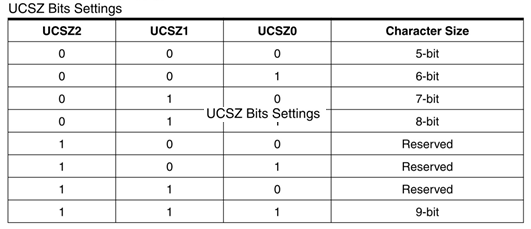 UCSZ Bits Settings
UCSZ2 UCSZ1 UCSZ0 Character Size
0 0 0 5-bit
0 0 1 6-bit
0 1 0 7-bit
0 1 8-bit
UCSZ Bits Settings
1 0 0 Reserved
1 0 1 Reserved
1 1 0 Reserved
1 1 1 9-bit